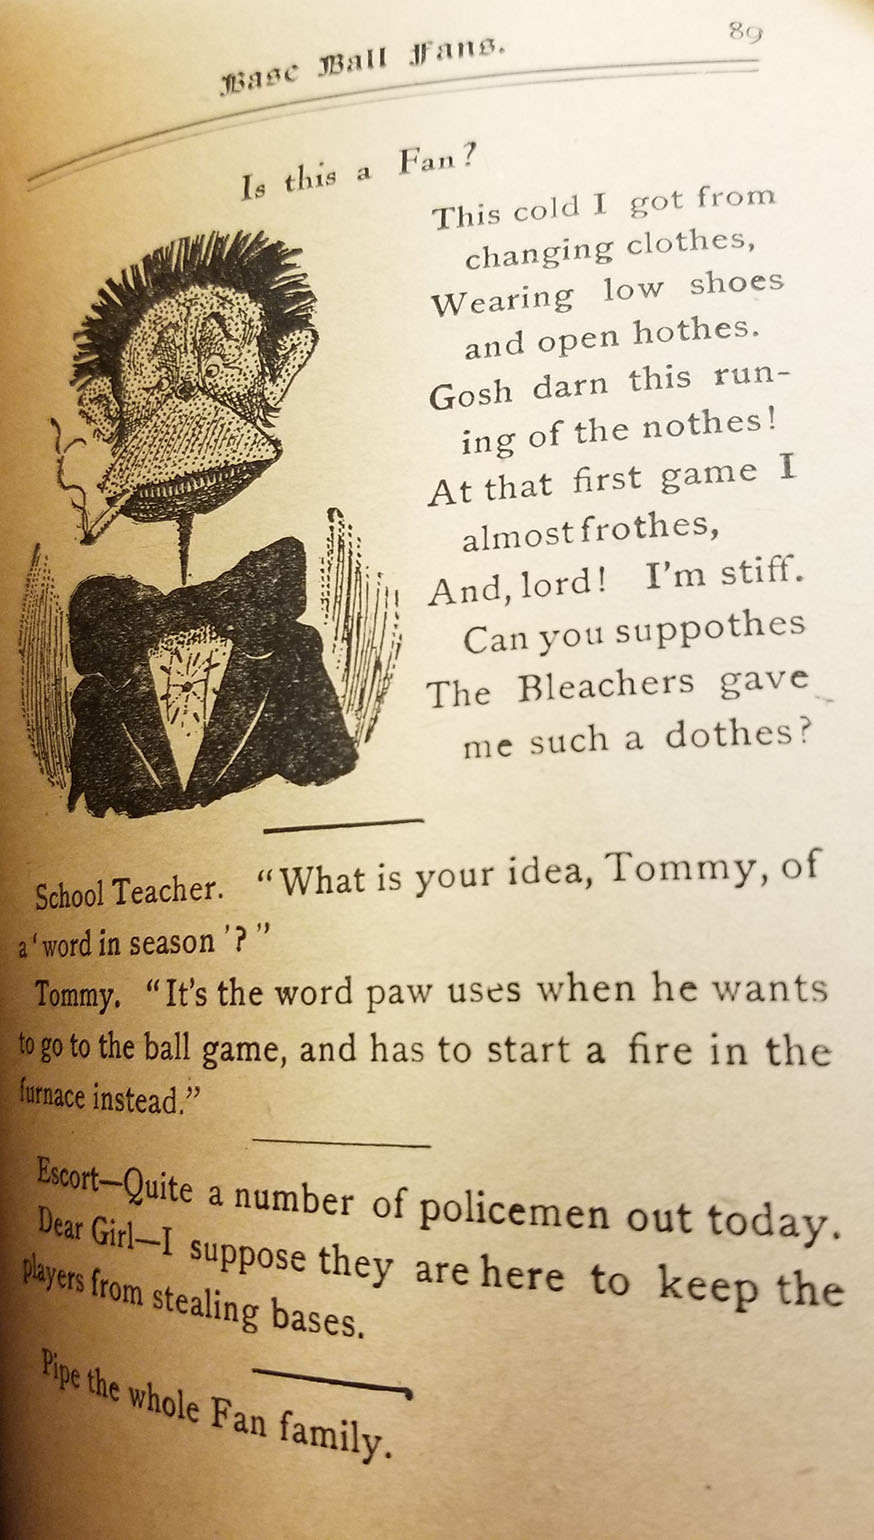 Base Ball Fans.
89
Is this a Fan?
This cold I got from
changing clothes,
Wearing low shoes
and open hothes.
Gosh darn this run-
ing of the nothes!
At that first game I
almost frothes,
And, lord! I'm stiff.
Can you suppothes
The Bleachers gave
me such a dothes?
School Teacher. "What is your idea, Tommy, of
a 'word in season'?"
Tommy. "It's the word paw uses when he wants
to go to the ball game, and has to start a fire in the
furnace instead."
Escort—Quite a number of policemen out today.
Dear Girl—I suppose they are here to keep the
players from stealing bases.
Pipe the whole Fan family.